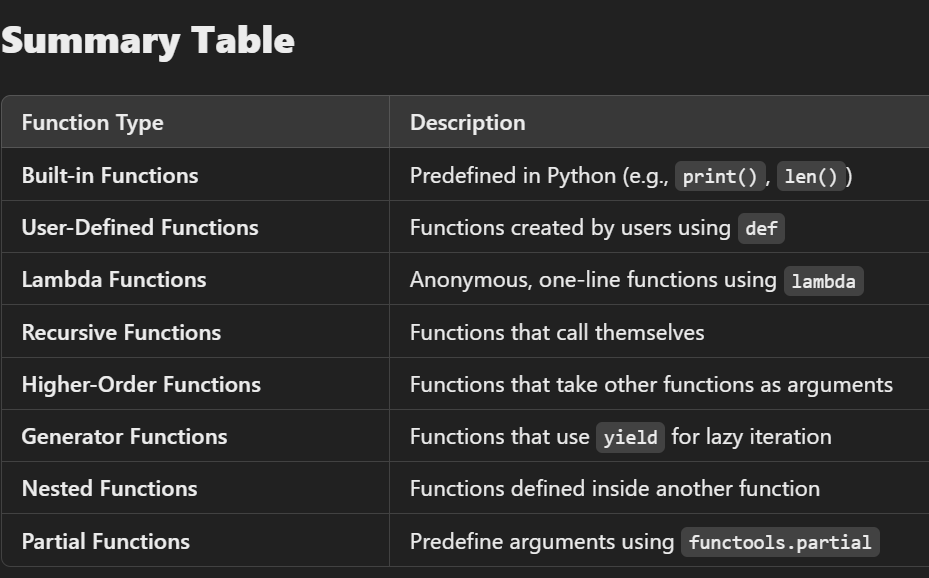 Summary Table
Function Type Description
Built-in Functions Predefined in Python (e.g., print(), len())
User-Defined Functions Functions created by users using def
Lambda Functions Anonymous, one-line functions using lambda
Recursive Functions Functions that call themselves
Higher-Order Functions Functions that take other functions as arguments
Generator Functions Functions that use yield for lazy iteration
Nested Functions Functions defined inside another function
Partial Functions Predefine arguments using functools.partial